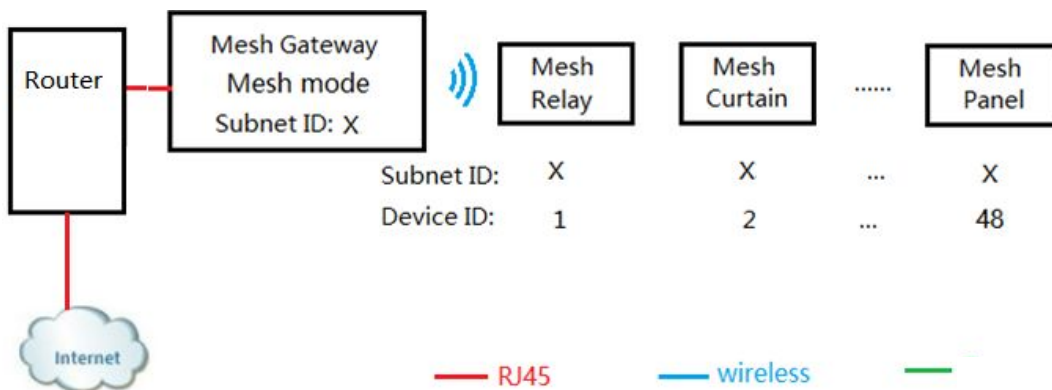 Router
Mesh Gateway
Mesh mode
Subnet ID: X
Mesh
Relay
Mesh
Curtain
......
Mesh
Panel
Subnet ID: X X ... X
Device ID: 1 2 ... 48
Internet
RJ45 wireless